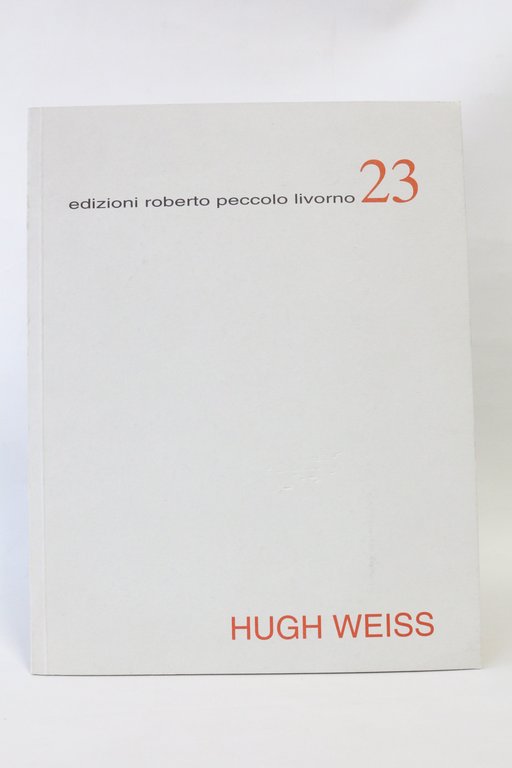 edizioni roberto peccolo livorno 23
HUGH WEISS